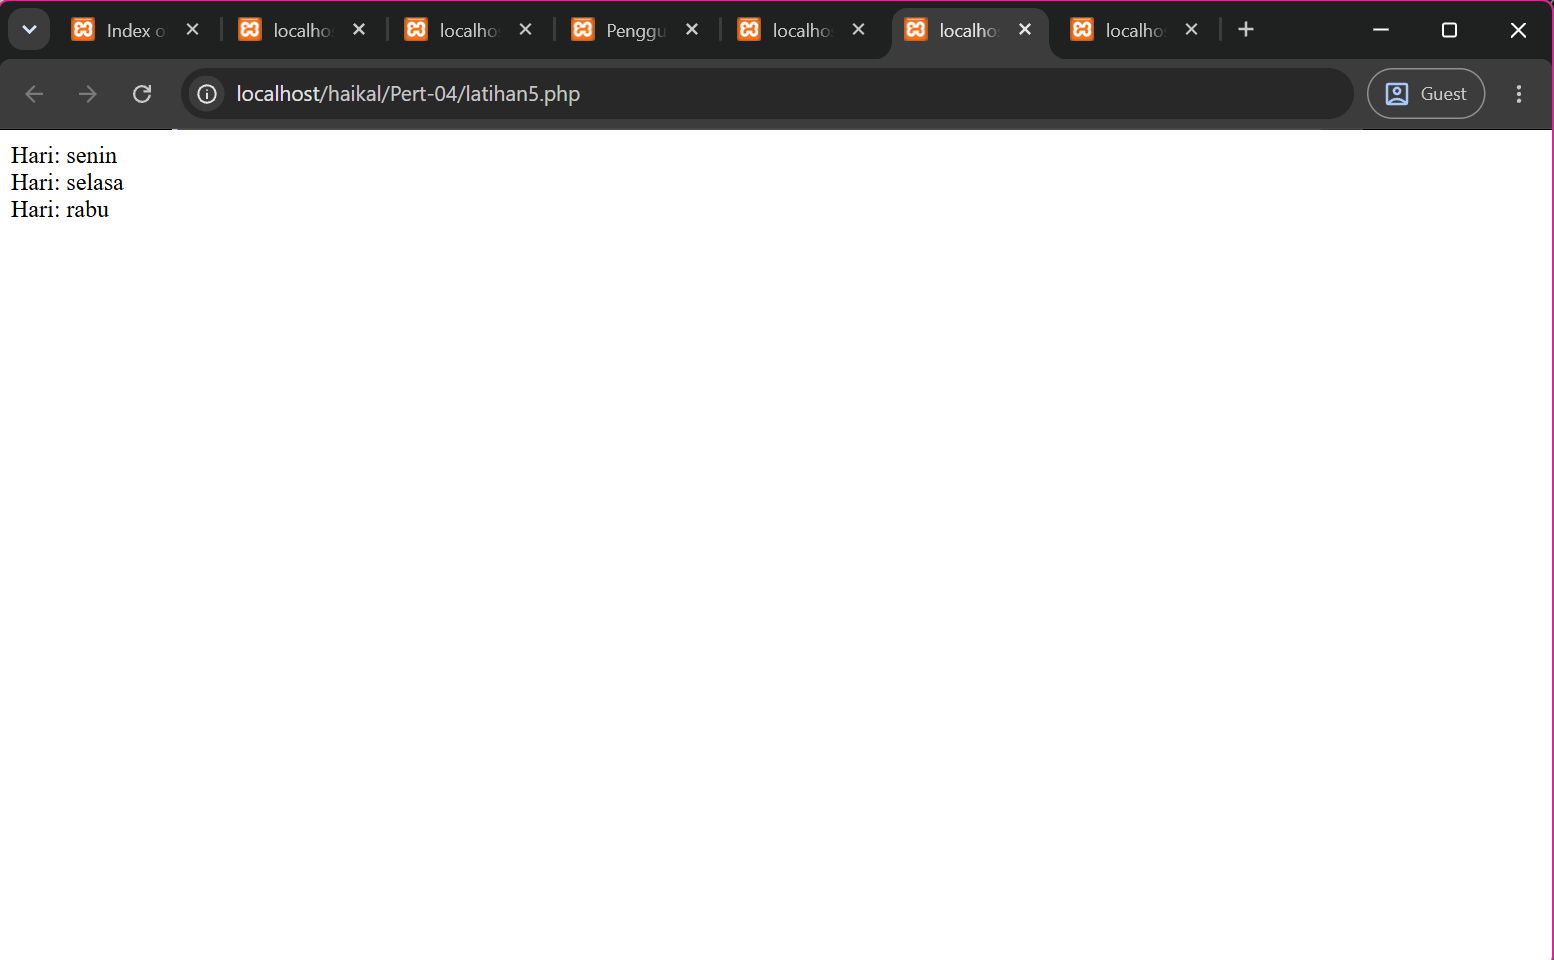 Index o
localho
localho
Penggu
localho
localho
localho
localhost/haikal/Pert-04/latihan5.php
Guest
Hari: senin
Hari: selasa
Hari: rabu